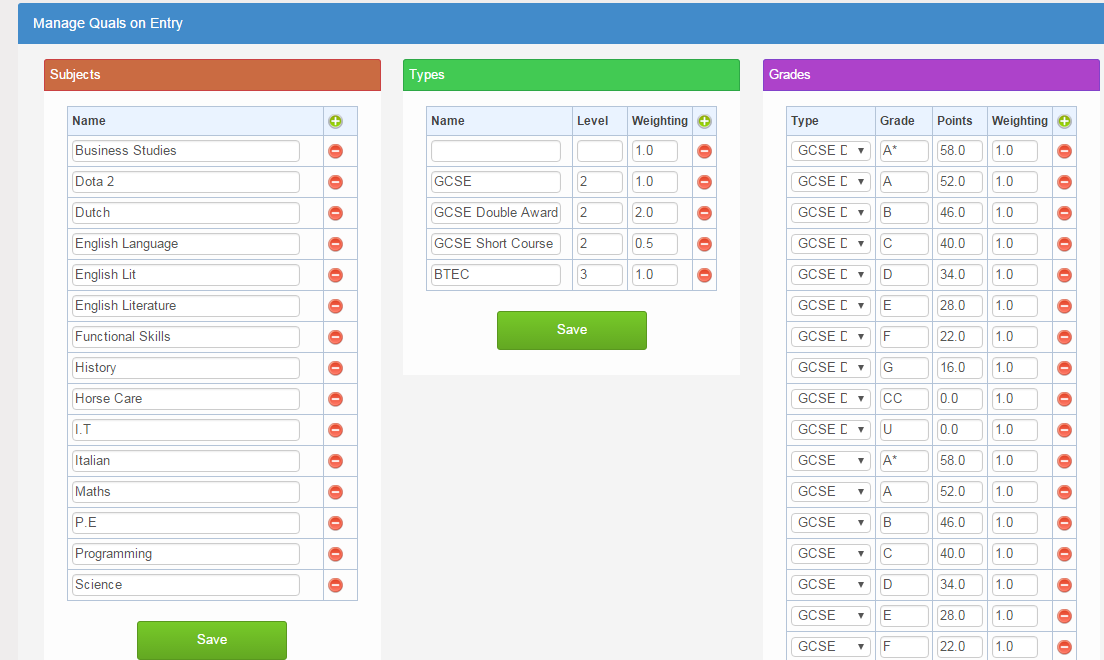 Manage Quals on Entry
Subjects
Name
Business Studies
Dota 2
Dutch
English Language
English Lit
English Literature
Functional Skills
History
Horse Care
I.T
Italian
Maths
P.E
Programming
Science
Save
Types
Name Level Weighting
1.0
GCSE 2 1.0
GCSE Double Award 2 2.0
GCSE Short Course 2 0.5
BTEC 3 1.0
Save
Grades
Type Grade Points Weighting
GCSE D A* 58.0 1.0
GCSE D A 52.0 1.0
GCSE D B 46.0 1.0
GCSE D C 40.0 1.0
GCSE D D 34.0 1.0
GCSE D E 28.0 1.0
GCSE D F 22.0 1.0
GCSE D G 16.0 1.0
GCSE D CC 0.0 1.0
GCSE D U 0.0 1.0
GCSE A* 58.0 1.0
GCSE A 52.0 1.0
GCSE B 46.0 1.0
GCSE C 40.0 1.0
GCSE D 34.0 1.0
GCSE E 28.0 1.0
GCSE F 22.0 1.0